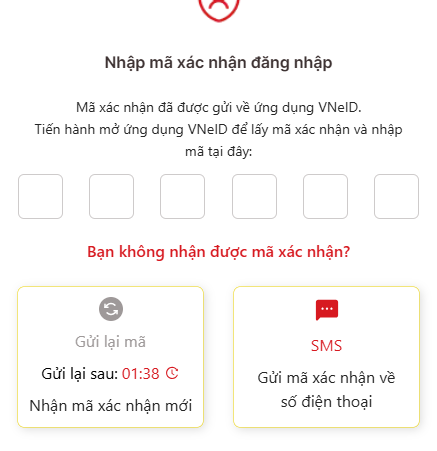 Nhập mã xác nhận đăng nhập
Mã xác nhận đã được gửi về ứng dụng VNeID.
Tiến hành mở ứng dụng VNeID để lấy mã xác nhận và nhập
mã tại đây:
Bạn không nhận được mã xác nhận?
Gửi lại mã
Gửi lại sau: 01:38
Nhận mã xác nhận mới
SMS
Gửi mã xác nhận về
số điện thoại